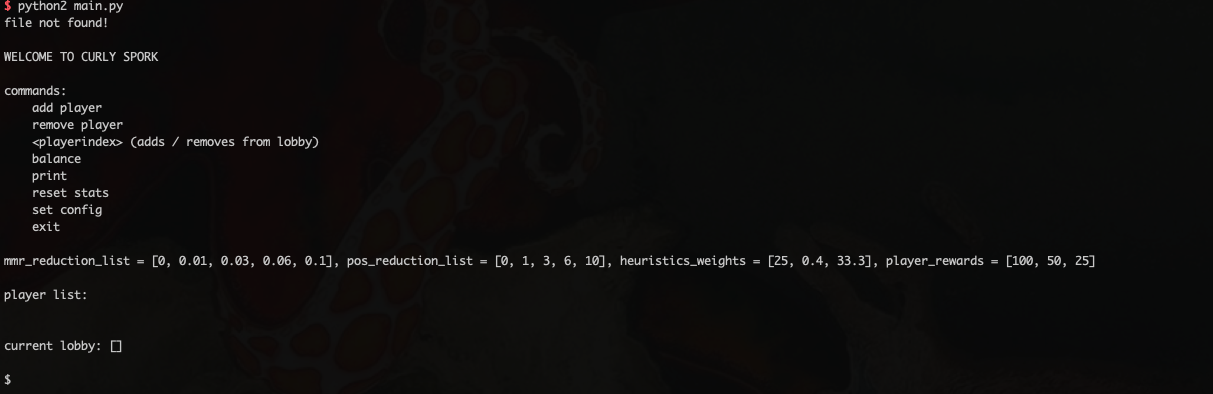 $ python2 main.py
file not found!
WELCOME TO CURLY SPORK
commands:
add player
remove player
<playerindex> (adds / removes from lobby)
balance
print
reset stats
set config
exit
mmr_reduction_list = [0, 0.01, 0.03, 0.06, 0.1], pos_reduction_list = [0, 1, 3, 6, 10], heuristics_weights = [25, 0.4, 33.3], player_rewards = [100, 50, 25]
player list:
current lobby: []
$